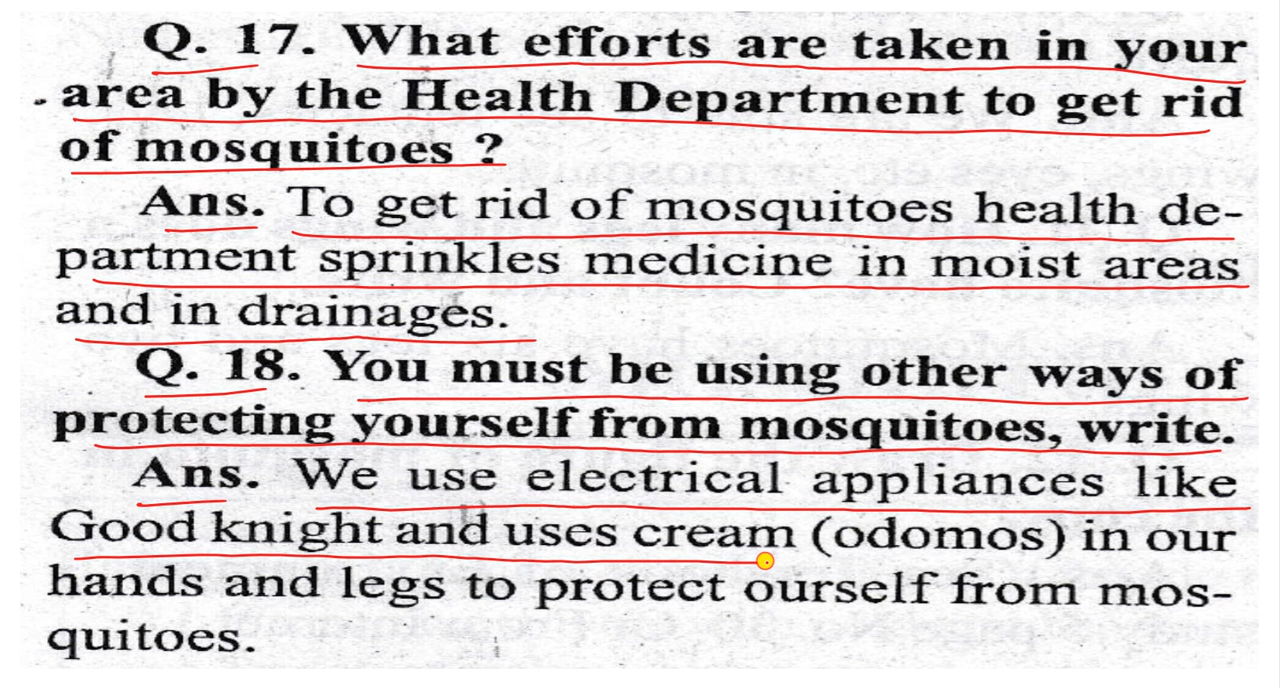 Q. 17. What efforts are taken in your
area by the Health Department to get rid
of mosquitoes ?
Ans. To get rid of mosquitoes health de-
partment sprinkles medicine in moist areas
and in drainages.
Q. 18. You must be using other ways of
protecting yourself from mosquitoes, write.
Ans. We use electrical appliances like
Good knight and uses cream (odomos) in our
hands and legs to protect ourself from mos-
quitoes.